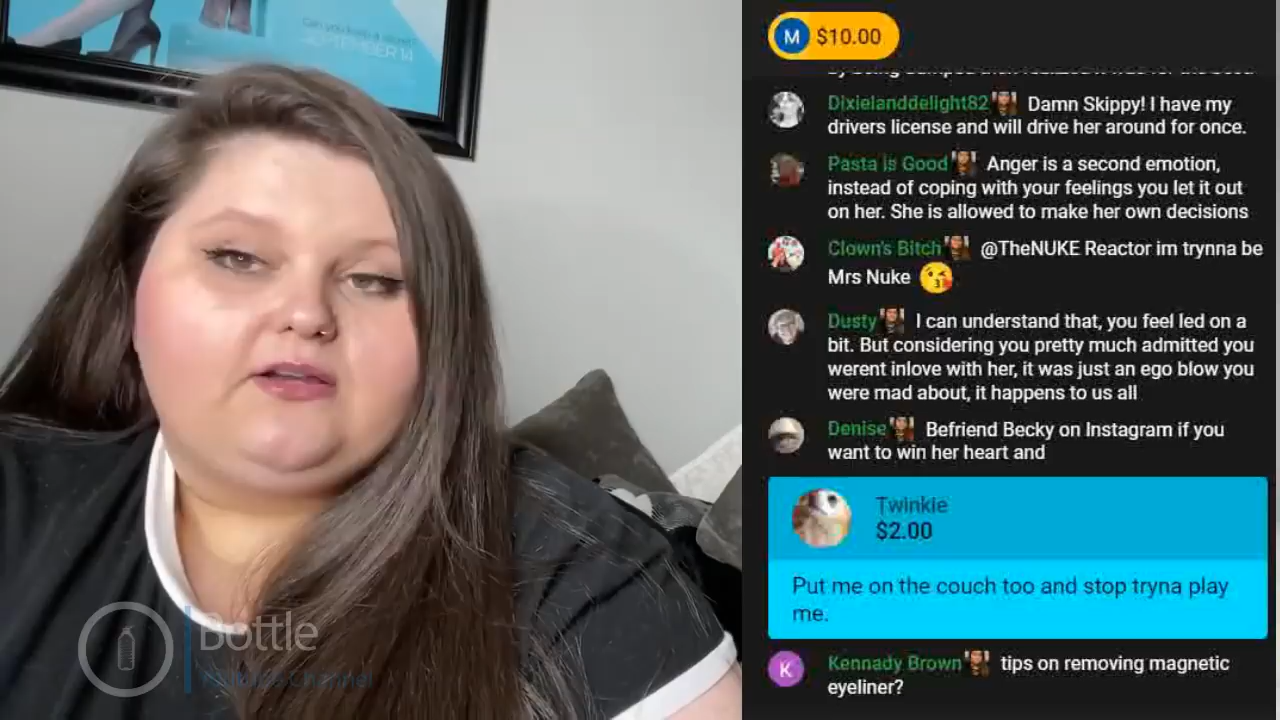 Can you keep a secret?
SEPTEMBER 14
Bottle
M $10.00
Dixielanddelight82 Damn Skippy! I have my
drivers license and will drive her around for once.
Pasta is Good Anger is a second emotion,
instead of coping with your feelings you let it out
on her. She is allowed to make her own decisions
Clown's Bitch @TheNUKE Reactor im trynna be
Mrs Nuke 😘
Dusty I can understand that, you feel led on a
bit. But considering you pretty much admitted you
werent inlove with her, it was just an ego blow you
were mad about, it happens to us all
Denise Befriend Becky on Instagram if you
want to win her heart and
Twinkie
$2.00
Put me on the couch too and stop tryna play
me.
K Kennady Brown tips on removing magnetic
eyeliner?